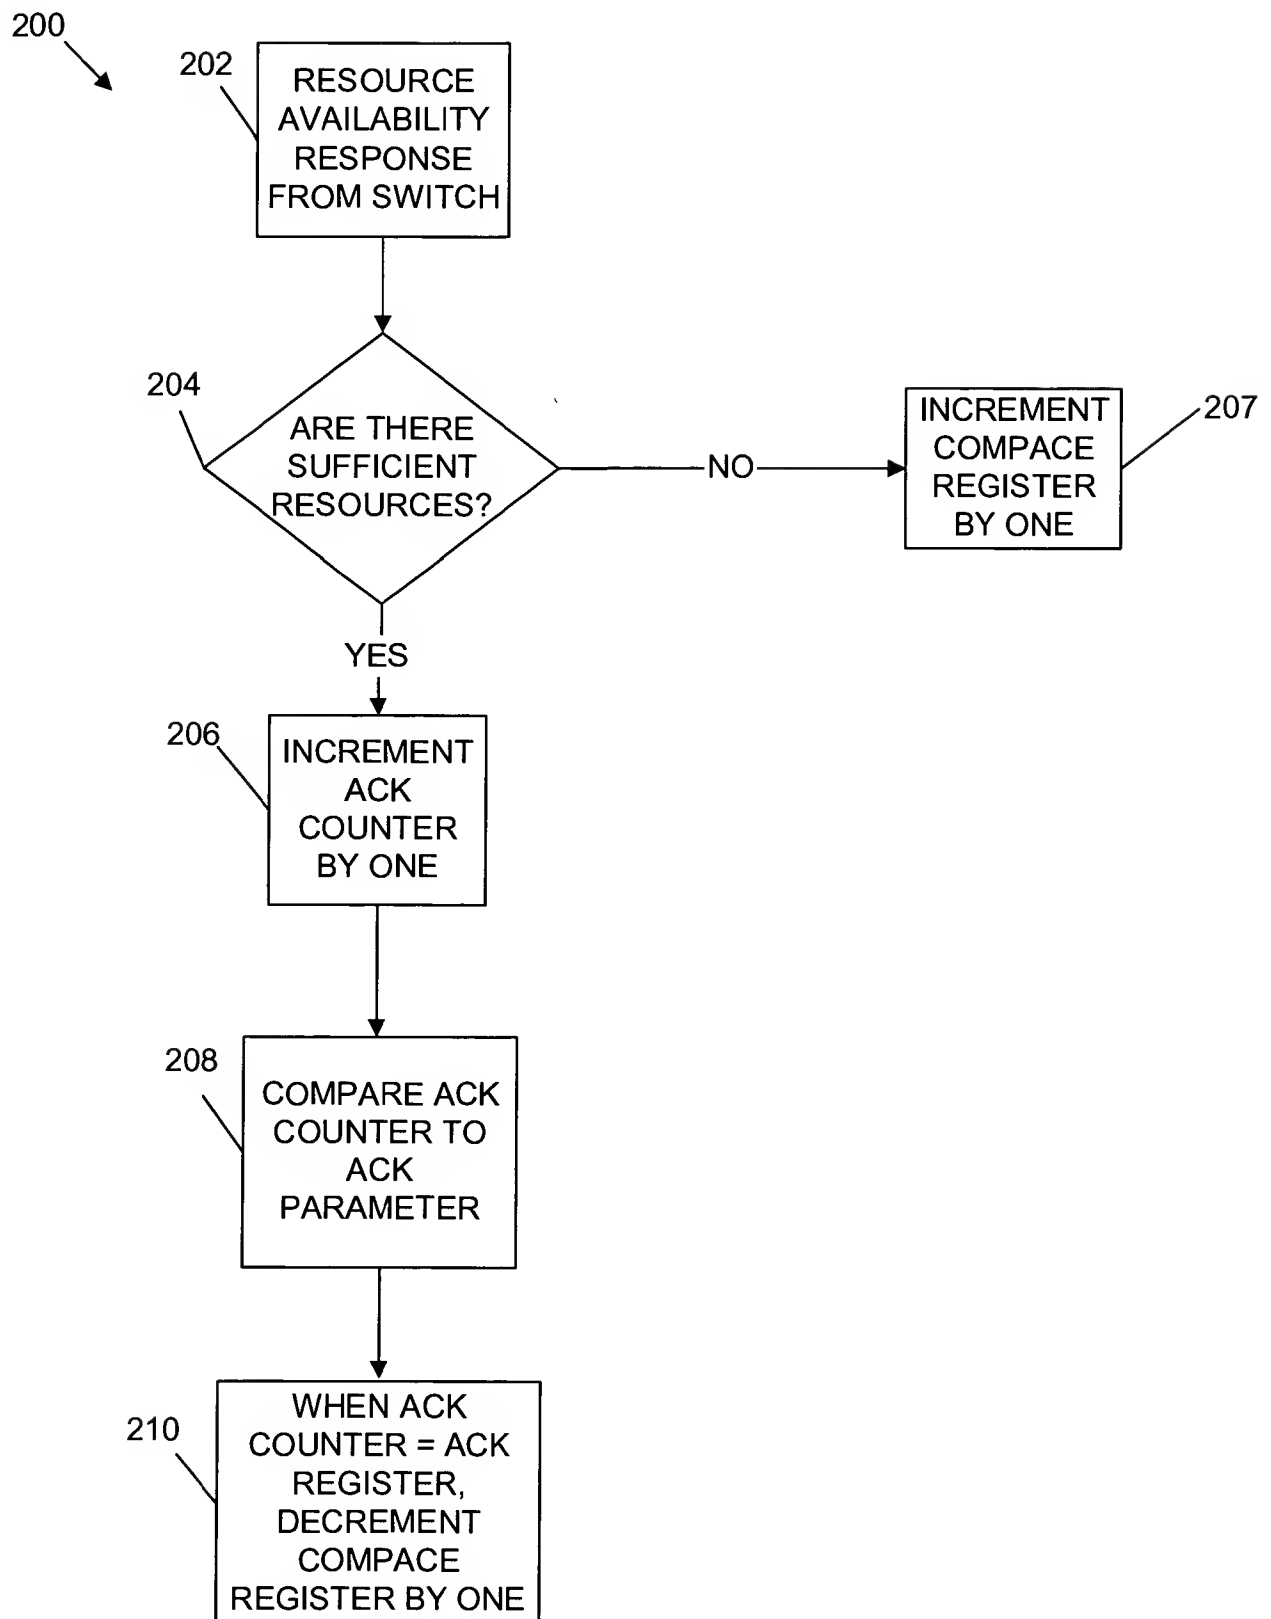 200
202
RESOURCE
AVAILABILITY
RESPONSE
FROM SWITCH
204
ARE THERE
SUFFICIENT
RESOURCES?
NO
INCREMENT
COMPACE
REGISTER
BY ONE
207
YES
206
INCREMENT
ACK
COUNTER
BY ONE
208
COMPARE ACK
COUNTER TO
ACK
PARAMETER
210
WHEN ACK
COUNTER = ACK
REGISTER,
DECREMENT
COMPACE
REGISTER BY ONE